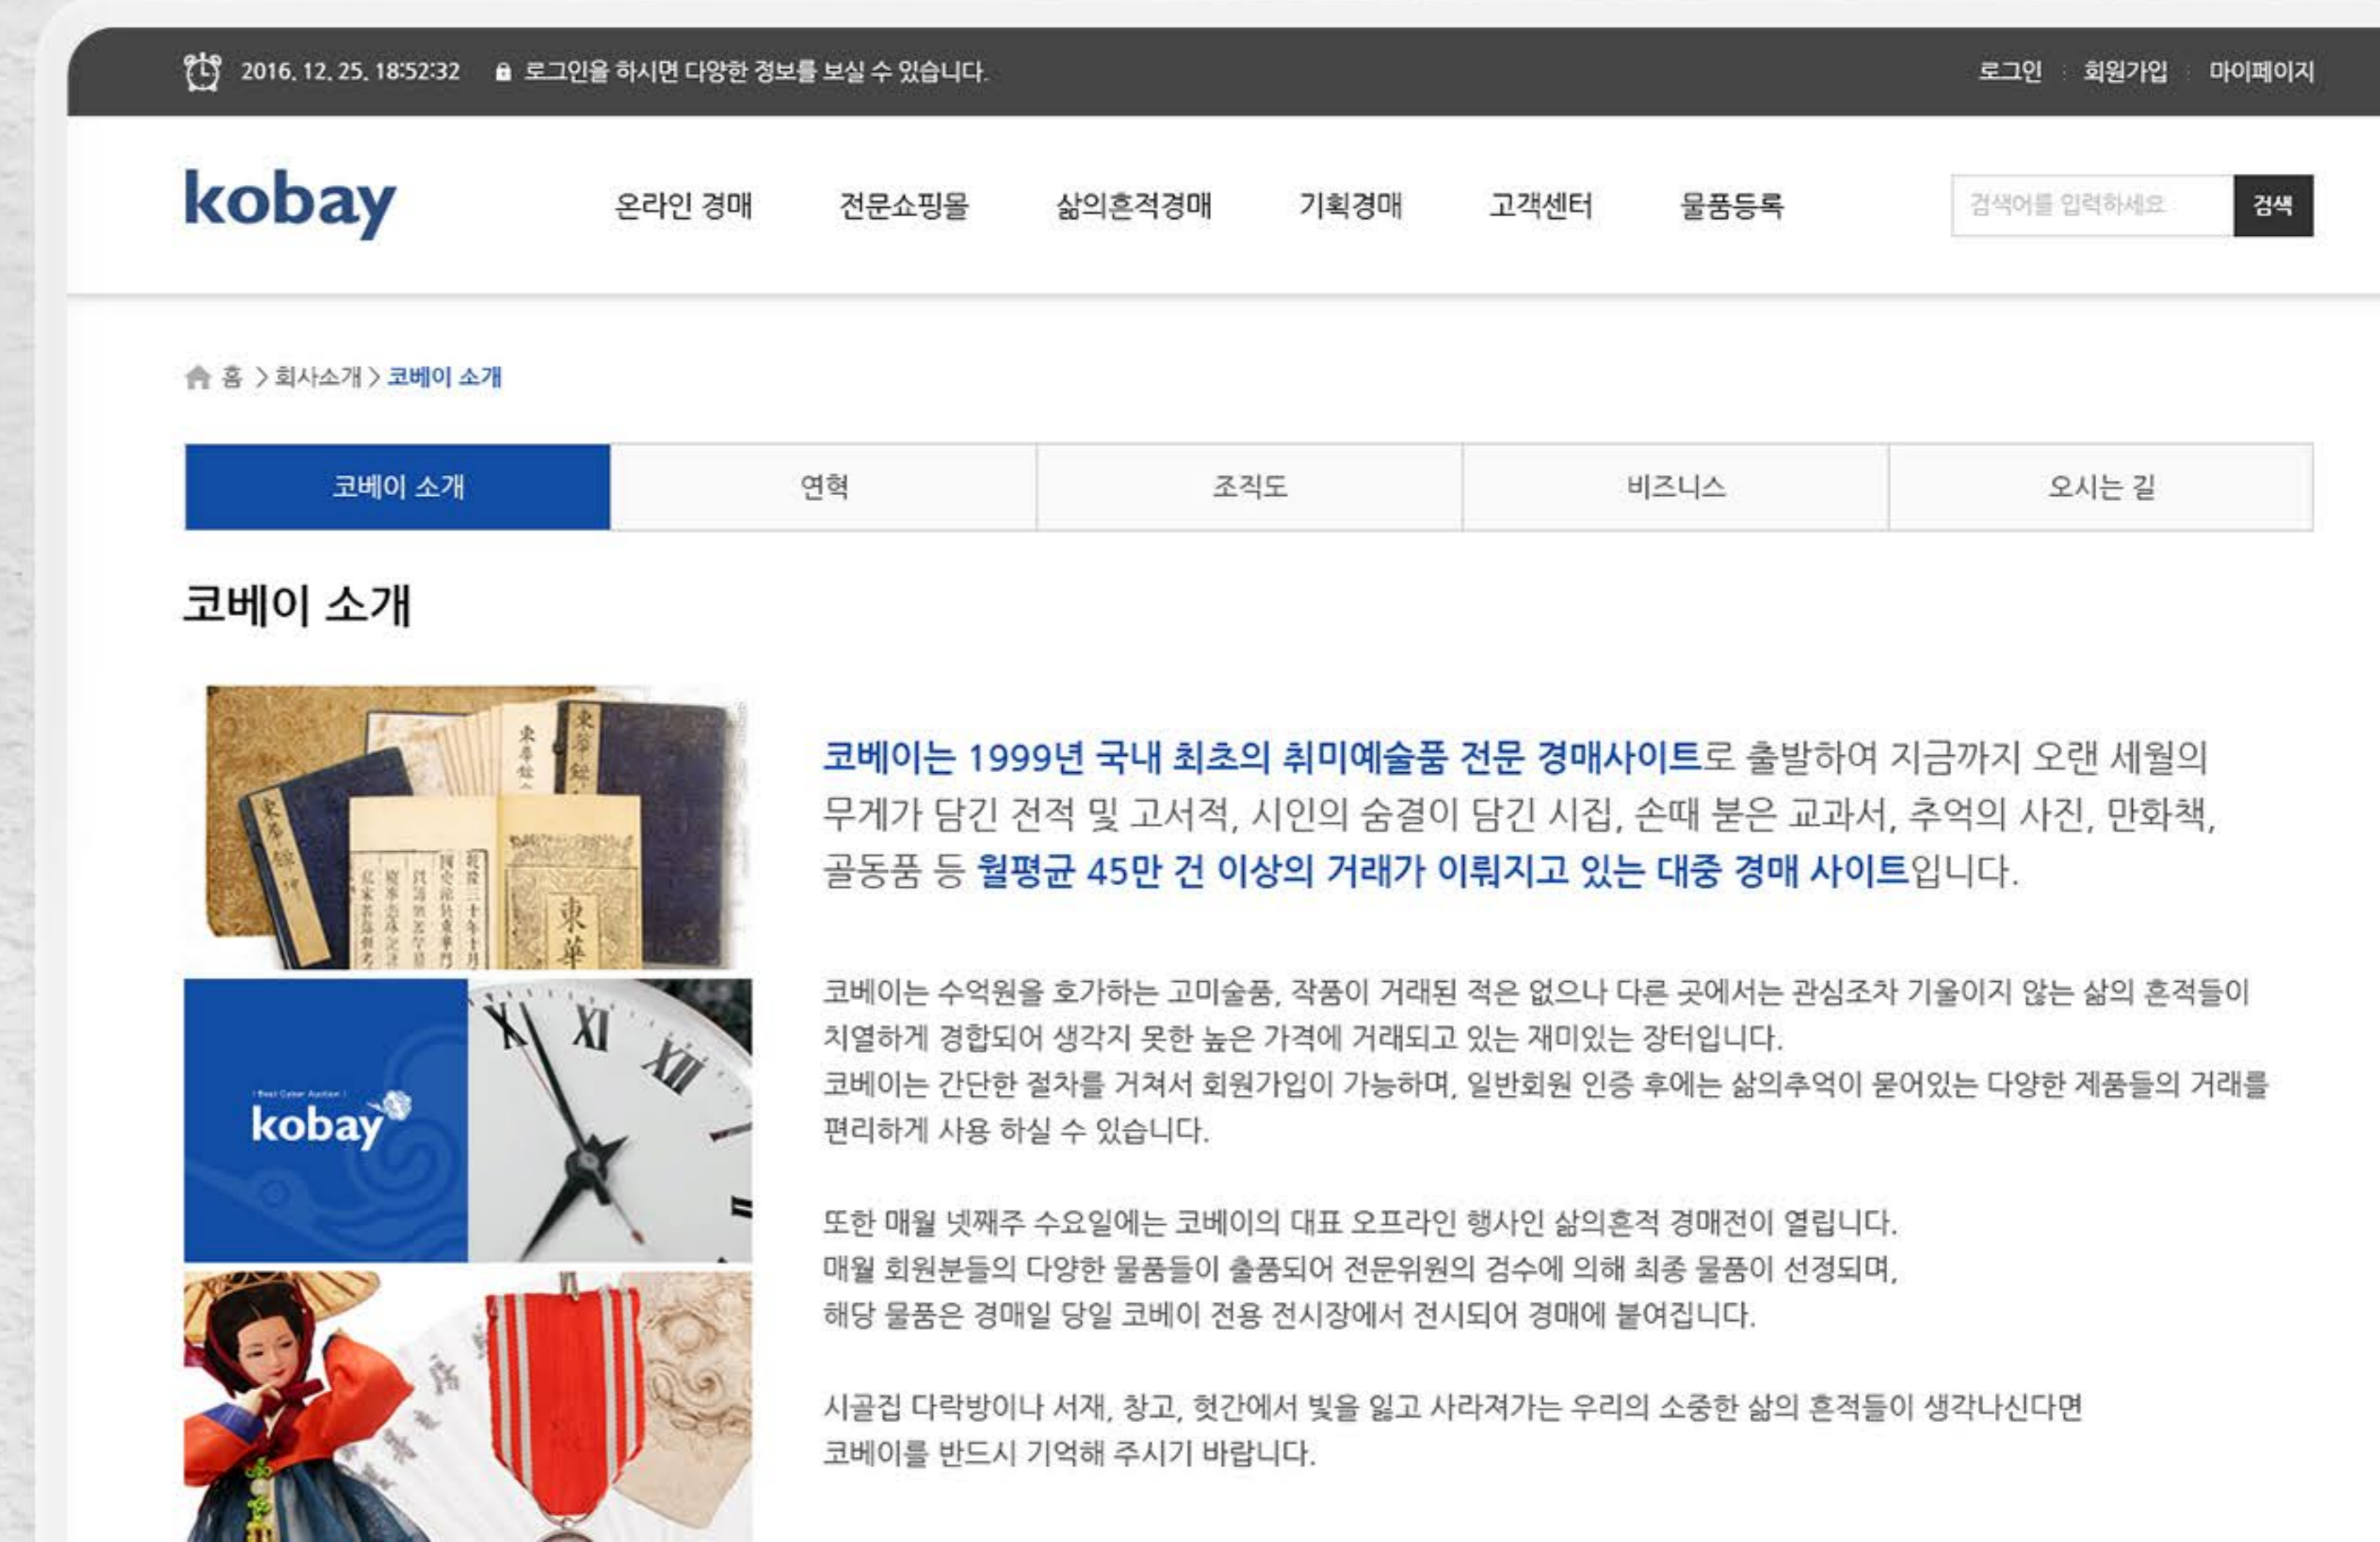 2016. 12. 25. 18:52:32 로그인을 하시면 다양한 정보를 보실 수 있습니다.
로그인 회원가입 마이페이지
kobay
온라인 경매 전문쇼핑몰 삶의흔적경매 기획경매 고객센터 물품등록
검색어를 입력하세요 검색
홈 > 회사소개 > 코베이 소개
코베이 소개 연혁 조직도 비즈니스 오시는 길
코베이 소개
코베이는 1999년 국내 최초의 취미예술품 전문 경매사이트로 출발하여 지금까지 오랜 세월의
무게가 담긴 전적 및 고서적, 시인의 숨결이 담긴 시집, 손때 붇은 교과서, 추억의 사진, 만화책,
골동품 등 월평균 45만 건 이상의 거래가 이뤄지고 있는 대중 경매 사이트입니다.
코베이는 수억원을 호가하는 고미술품, 작품이 거래된 적은 없으나 다른 곳에서는 관심조차 기울이지 않는 삶의 흔적들이
치열하게 경합되어 생각지 못한 높은 가격에 거래되고 있는 재미있는 장터입니다.
코베이는 간단한 절차를 거쳐서 회원가입이 가능하며, 일반회원 인증 후에는 삶의추억이 묻어있는 다양한 제품들의 거래를
편리하게 사용 하실 수 있습니다.
또한 매월 넷째주 수요일에는 코베이의 대표 오프라인 행사인 삶의흔적 경매전이 열립니다.
매월 회원분들의 다양한 물품들이 출품되어 전문위원의 검수에 의해 최종 물품이 선정되며,
해당 물품은 경매일 당일 코베이 전용 전시장에서 전시되어 경매에 붙여집니다.
시골집 다락방이나 서재, 창고, 헛간에서 빛을 잃고 사라져가는 우리의 소중한 삶의 흔적들이 생각나신다면
코베이를 반드시 기억해 주시기 바랍니다.
東華
Best Cyber Auction
kobay
X XI XII